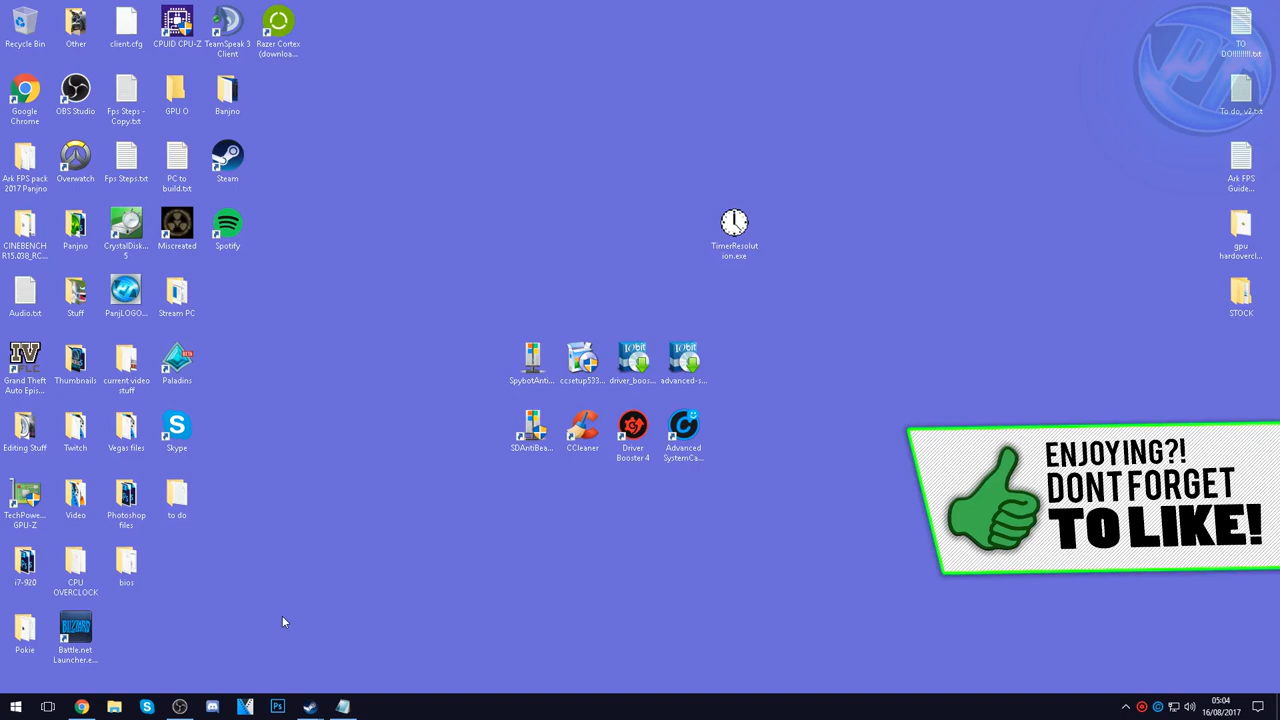 Recycle Bin
Other
client.cfg
CPUID CPU-Z
TeamSpeak 3
Client
Razer Cortex
(downloa...
TO
DO!!!!!!!!!.txt
Google
Chrome
OBS Studio
Fps Steps -
Copy.txt
GPU O
Banjno
To do, v2.txt
Ark FPS pack
2017 Panjno
Overwatch
Fps Steps.txt
PC to
build.txt
Steam
Ark FPS
Guide...
CINEBENCH
R15.038_RC...
Panjno
CrystalDisk...
5
Miscreated
Spotify
TimerResolut
ion.exe
gpu
hardovercl...
Audio.txt
Stuff
PanjLOGO...
Stream PC
STOCK
IV
Grand Theft
Auto Epis...
Thumbnails
current video
stuff
BETA
Paladins
IObit
IObit
SpybotAnti...
ccsetup533...
driver_boos...
advanced-s...
Editing Stuff
Twitch
Vegas files
Skype
SDAntiBea...
CCleaner
Driver
Booster 4
Advanced
SystemCa...
ENJOYING?!
DONT FORGET
TO LIKE!
TechPowe...
GPU-Z
Video
Photoshop
files
to do
i7-920
CPU
OVERCLOCK
bios
Pokie
BLIZZARD
Battle.net
Launcher.e...
Ps
05:04
16/08/2017